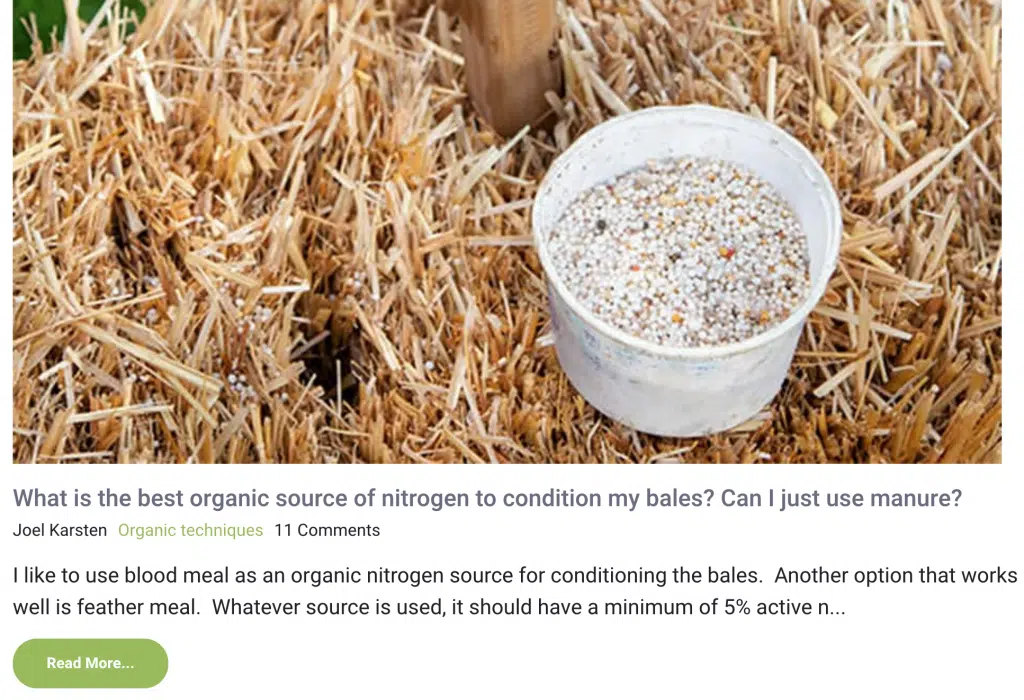 What is the best organic source of nitrogen to condition my bales? Can I just use manure?
Joel Karsten Organic techniques 11 Comments
I like to use blood meal as an organic nitrogen source for conditioning the bales.  Another option that works
well is feather meal.  Whatever source is used, it should have a minimum of 5% active n...
Read More...